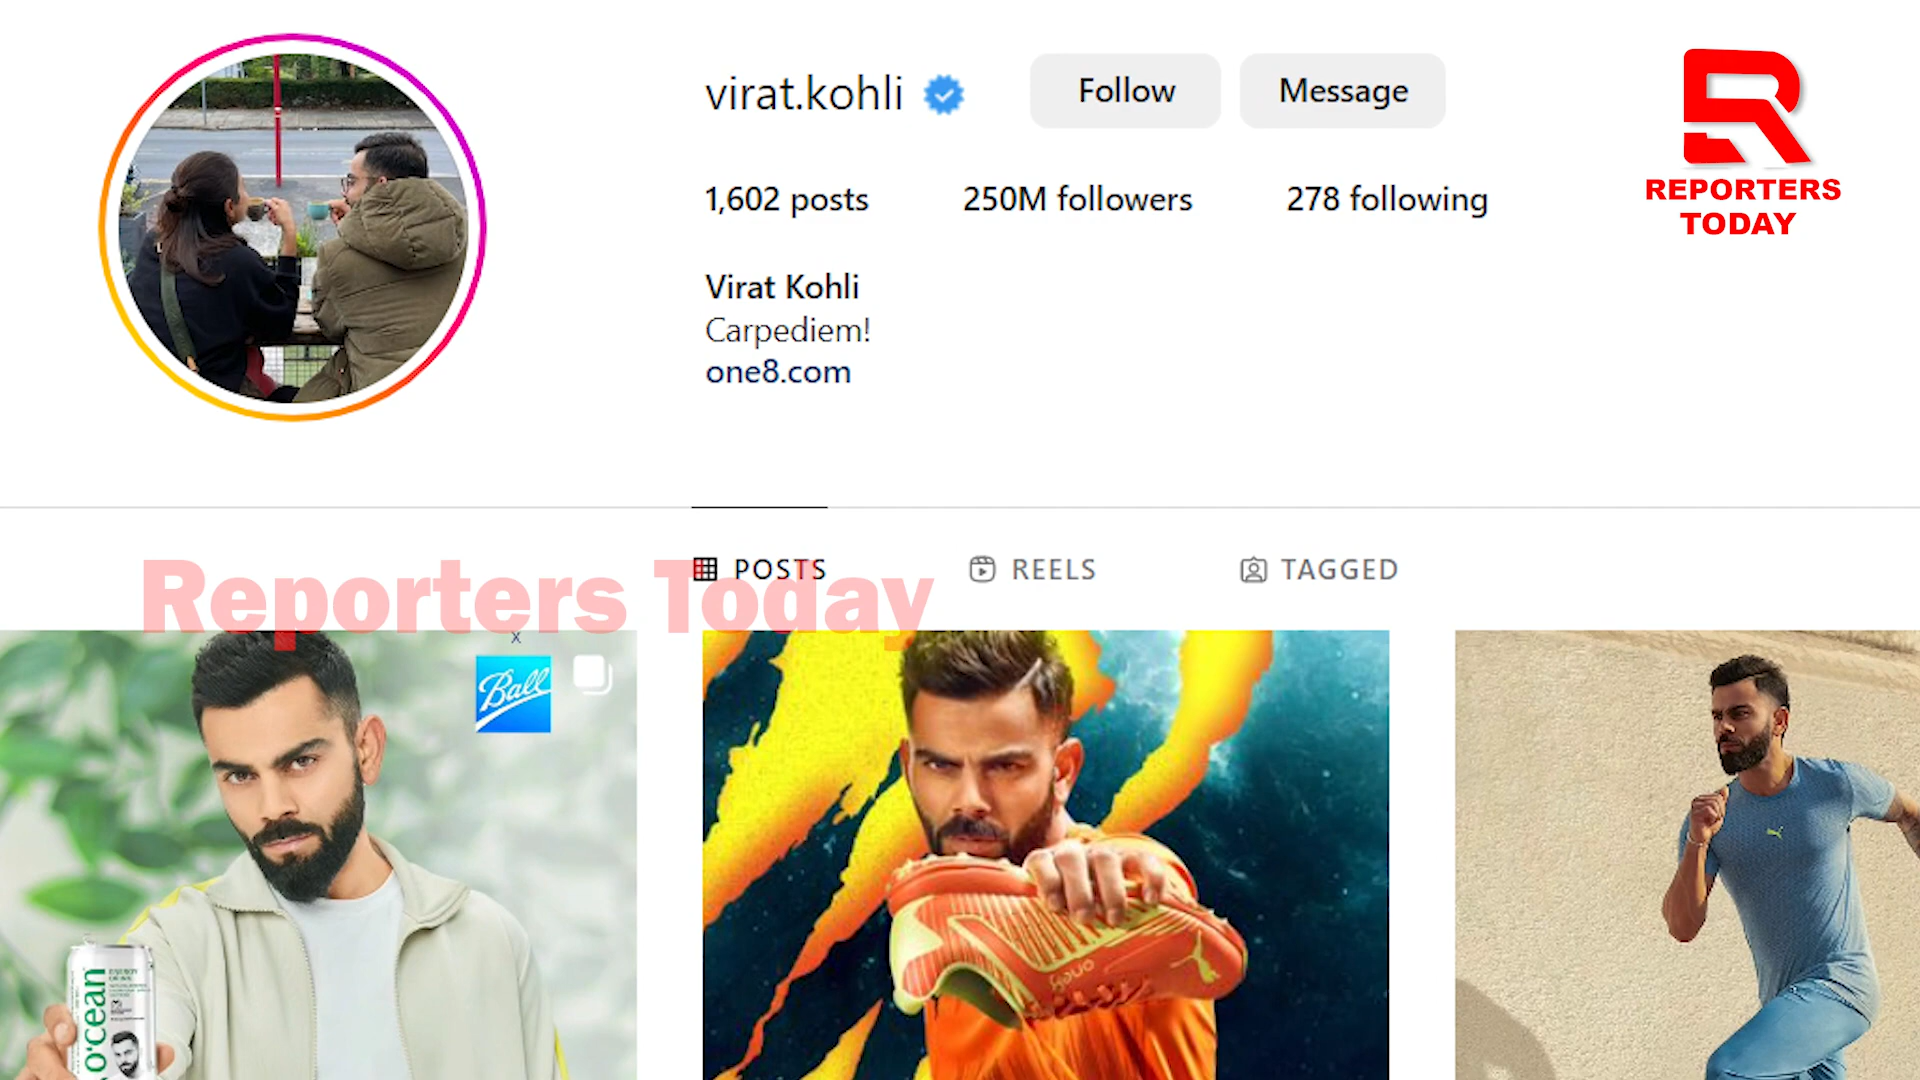 virat.kohli
Follow
Message
1,602 posts
250M followers
278 following
Virat Kohli
Carpediem!
one8.com
REPORTERS
TODAY
POSTS
REELS
TAGGED
Reporters Today
x
Ball
o'cean
one8